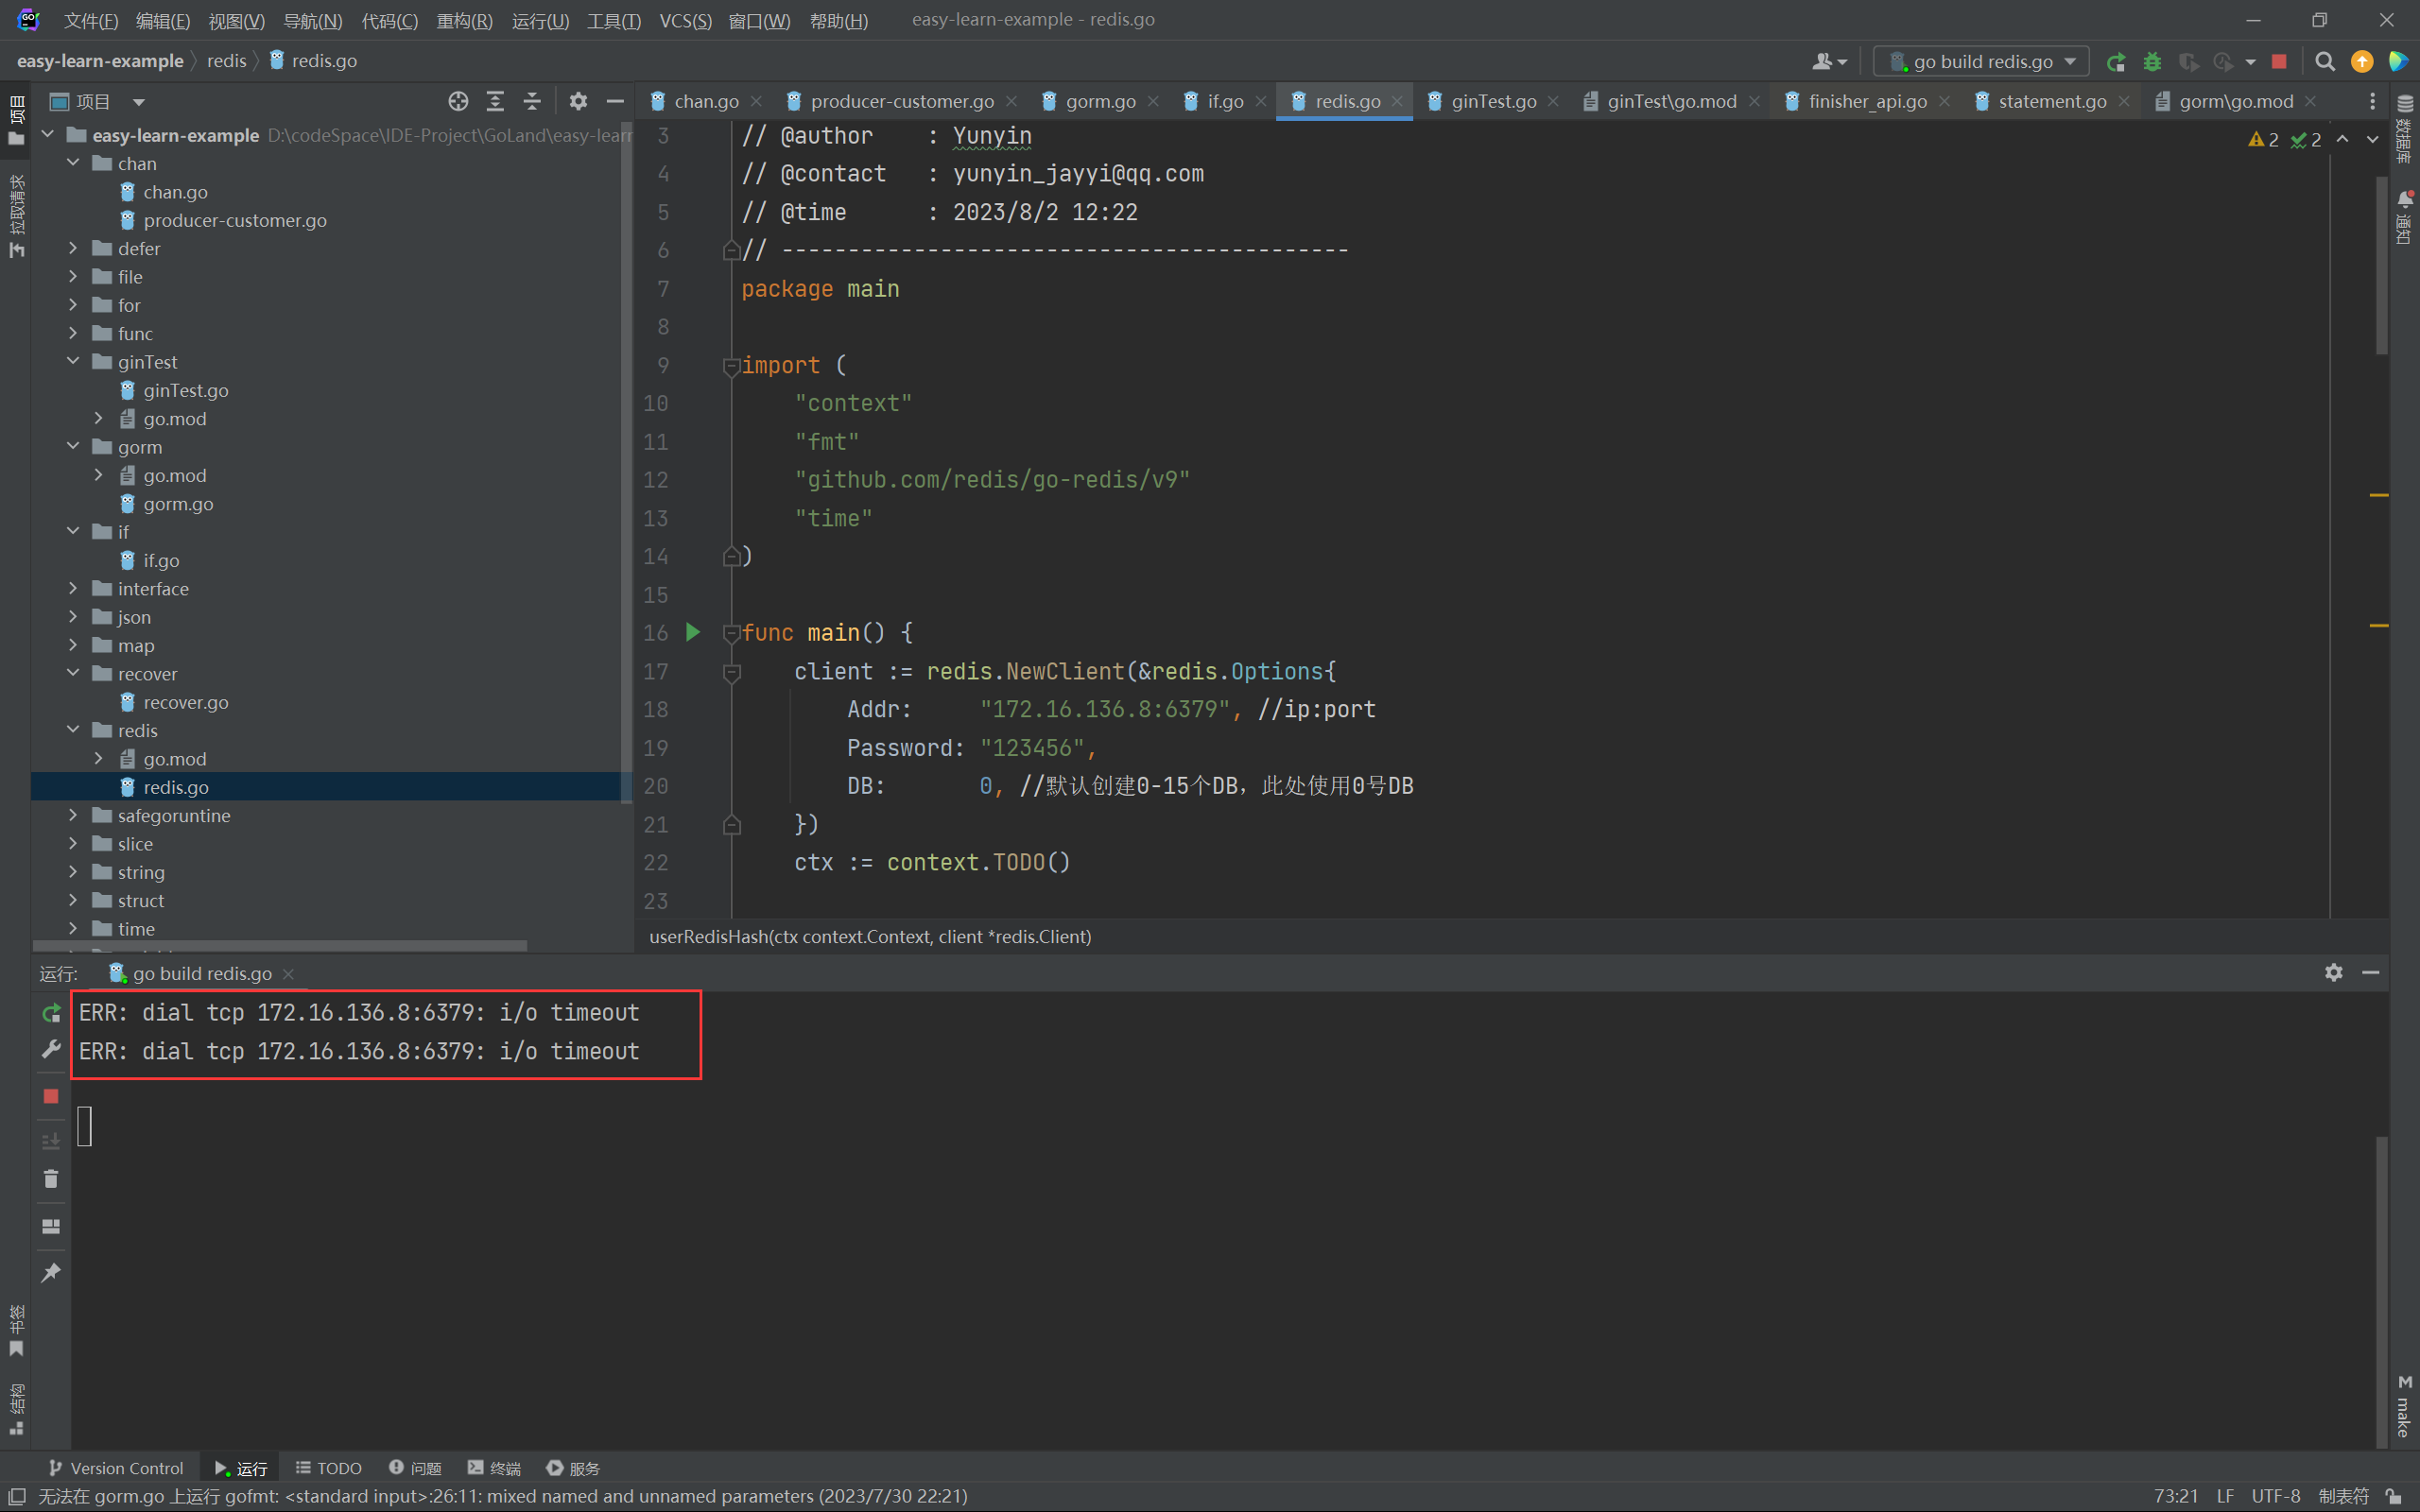 文件(F) 编辑(E) 视图(V) 导航(N) 代码(C) 重构(R) 运行(U) 工具(T) VCS(S) 窗口(W) 帮助(H) easy-learn-example - redis.go
easy-learn-example redis redis.go
go build redis.go
项目
拉取请求
书签
结构
项目
easy-learn-example D:\codeSpace\IDE-Project\GoLand\easy-learn
chan
chan.go
producer-customer.go
defer
file
for
func
ginTest
ginTest.go
go.mod
gorm
go.mod
gorm.go
if
if.go
interface
json
map
recover
recover.go
redis
go.mod
redis.go
safegoruntine
slice
string
struct
time
chan.go producer-customer.go gorm.go if.go redis.go ginTest.go ginTest\go.mod finisher_api.go statement.go gorm\go.mod
2 2
3 // @author : Yunyin
4 // @contact : yunyin_jayyi@qq.com
5 // @time : 2023/8/2 12:22
6 // -------------------------------------------
7 package main
8
9 import (
10 "context"
11 "fmt"
12 "github.com/redis/go-redis/v9"
13 "time"
14 )
15
16 func main() {
17 client := redis.NewClient(&redis.Options{
18 Addr: "172.16.136.8:6379", //ip:port
19 Password: "123456",
20 DB: 0, //默认创建0-15个DB，此处使用0号DB
21 })
22 ctx := context.TODO()
23
userRedisHash(ctx context.Context, client *redis.Client)
数据库
通知
make
运行: go build redis.go
ERR: dial tcp 172.16.136.8:6379: i/o timeout
ERR: dial tcp 172.16.136.8:6379: i/o timeout
Version Control 运行 TODO 问题 终端 服务
无法在 gorm.go 上运行 gofmt: <standard input>:26:11: mixed named and unnamed parameters (2023/7/30 22:21) 73:21 LF UTF-8 制表符